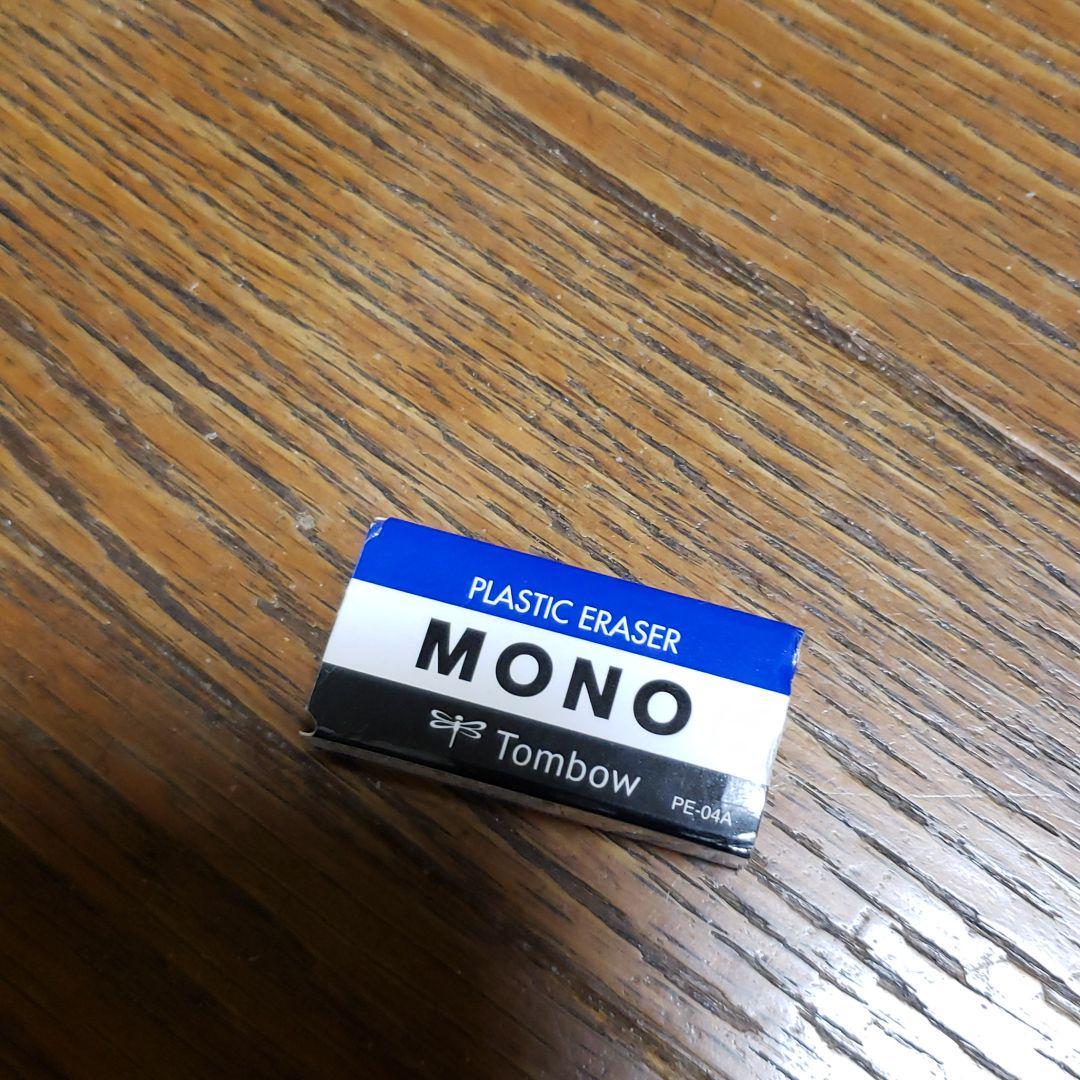 PLASTIC ERASER
MONO
Tombow
PE-04A